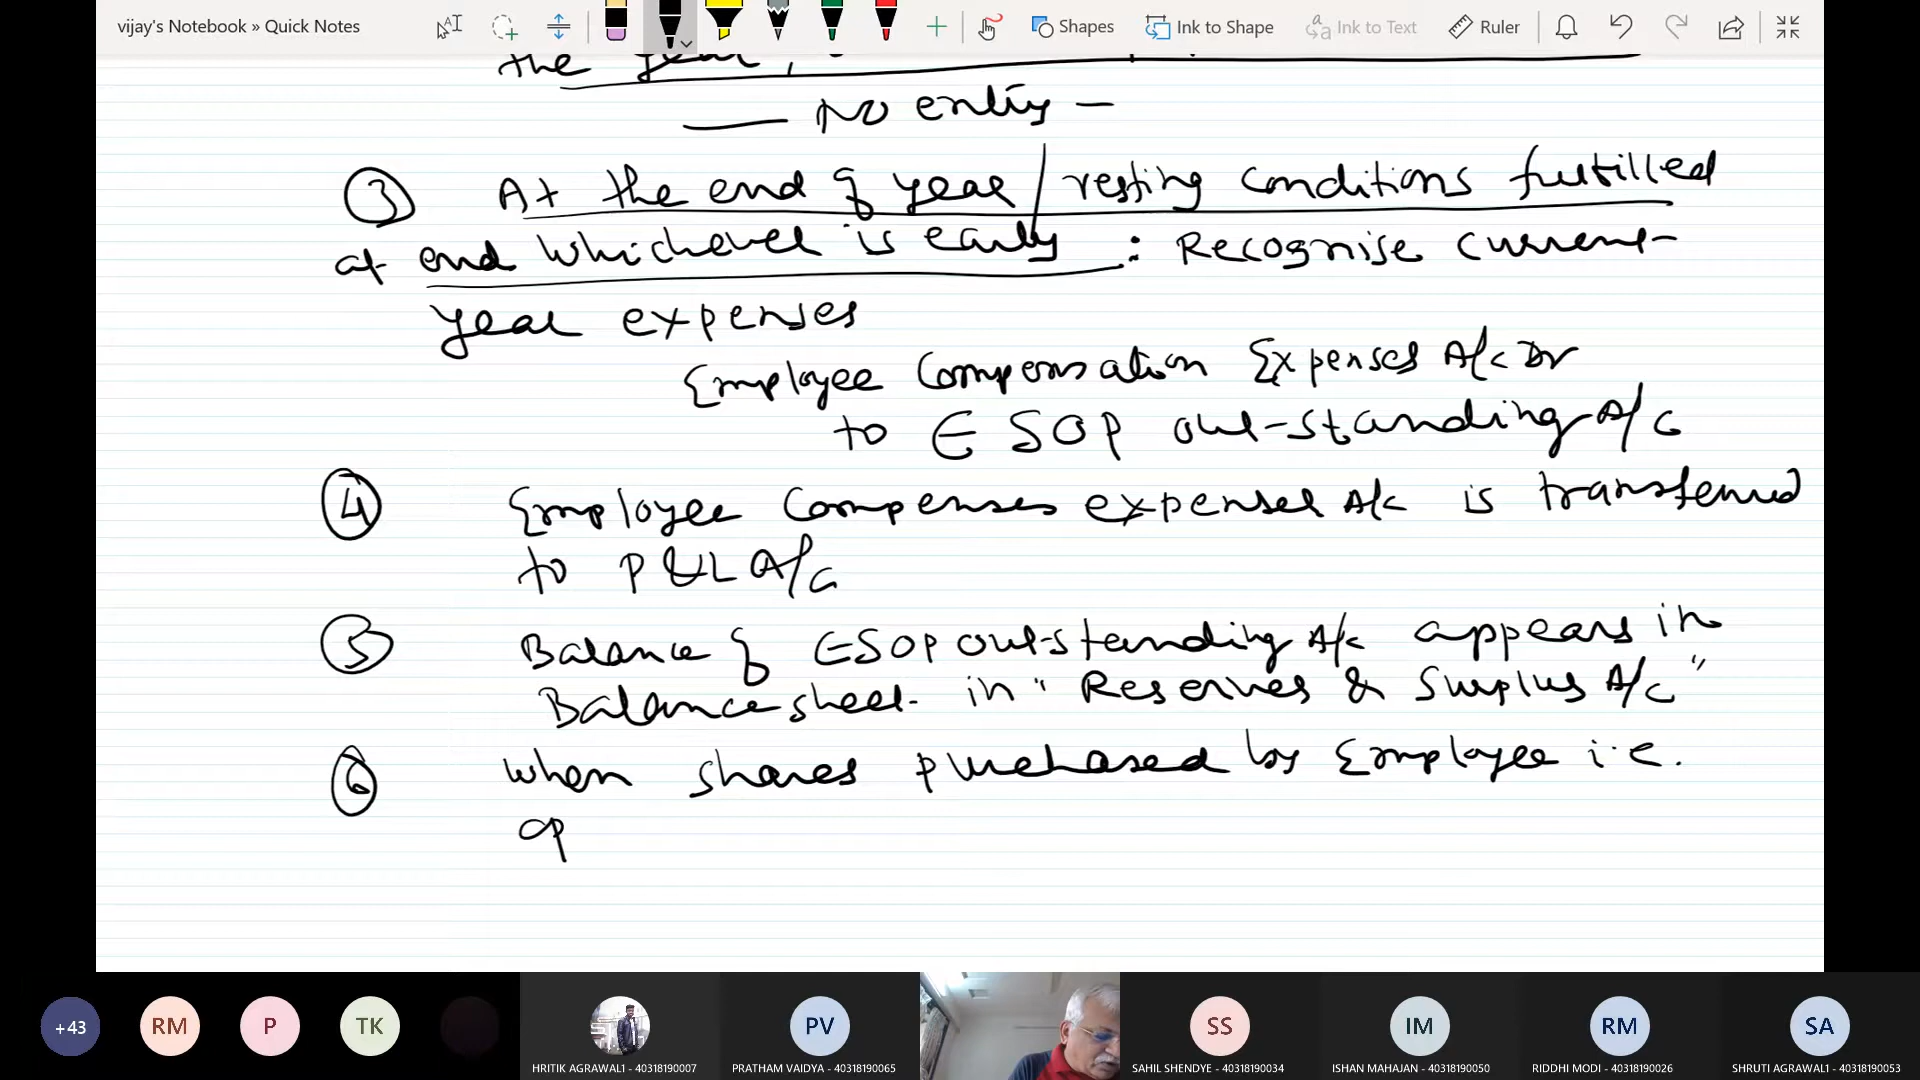 vijay's Notebook » Quick Notes
Shapes
Ink to Shape
Ink to Text
Ruler
the year,
— No entry —
③ At the end of year / vesting conditions fulfilled
at end whichever is early : Recognise current
year expenses
Employee Compensation Expenses A/c Dr
to ESOP out-standing A/c
④ Employee Compenses expenses A/c is transferred
to P&L A/c
⑤ Balance of ESOP out-standing A/c appears in
Balance sheet in "Reserves & Surplus A/c"
⑥ when shares purchased by Employee i.e.
op
+43
RM
P
TK
HRITIK AGRAWAL1 - 40318190007
PV
PRATHAM VAIDYA - 40318190065
SS
SAHIL SHENDYE - 40318190034
IM
ISHAN MAHAJAN - 40318190050
RM
RIDDHI MODI - 40318190026
SA
SHRUTI AGRAWAL1 - 40318190053